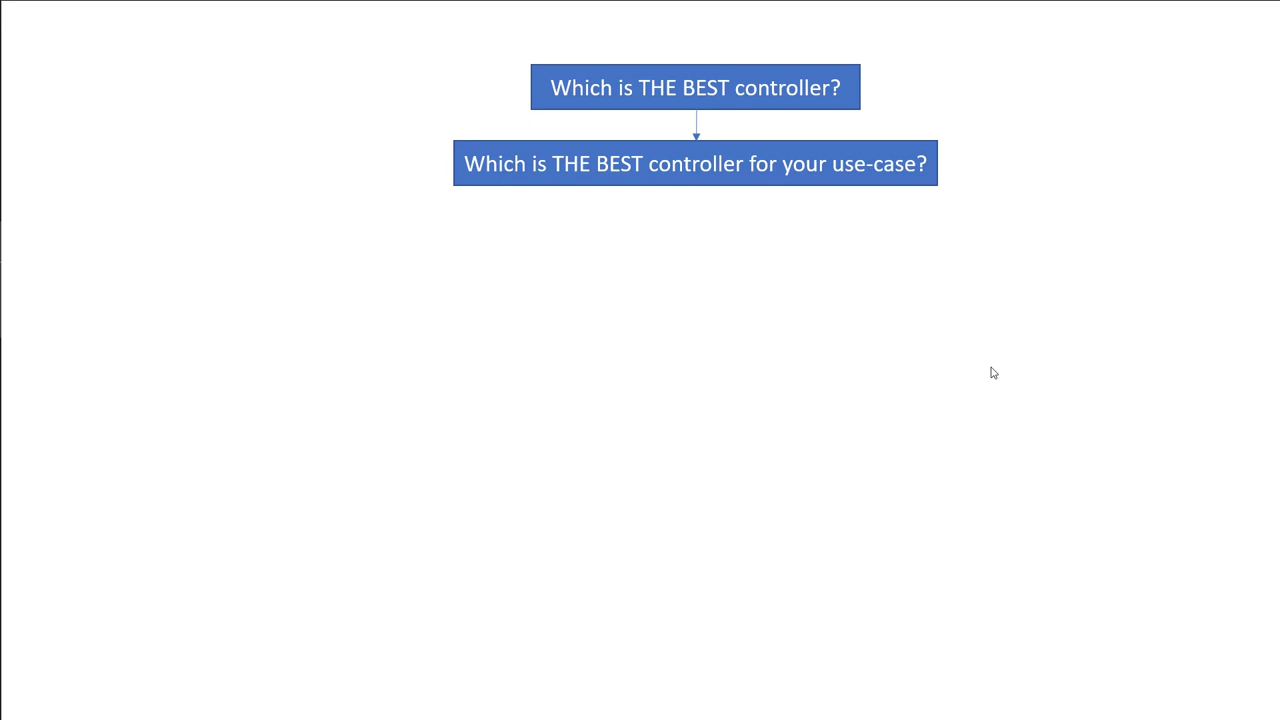 Which is THE BEST controller?
Which is THE BEST controller for your use-case?